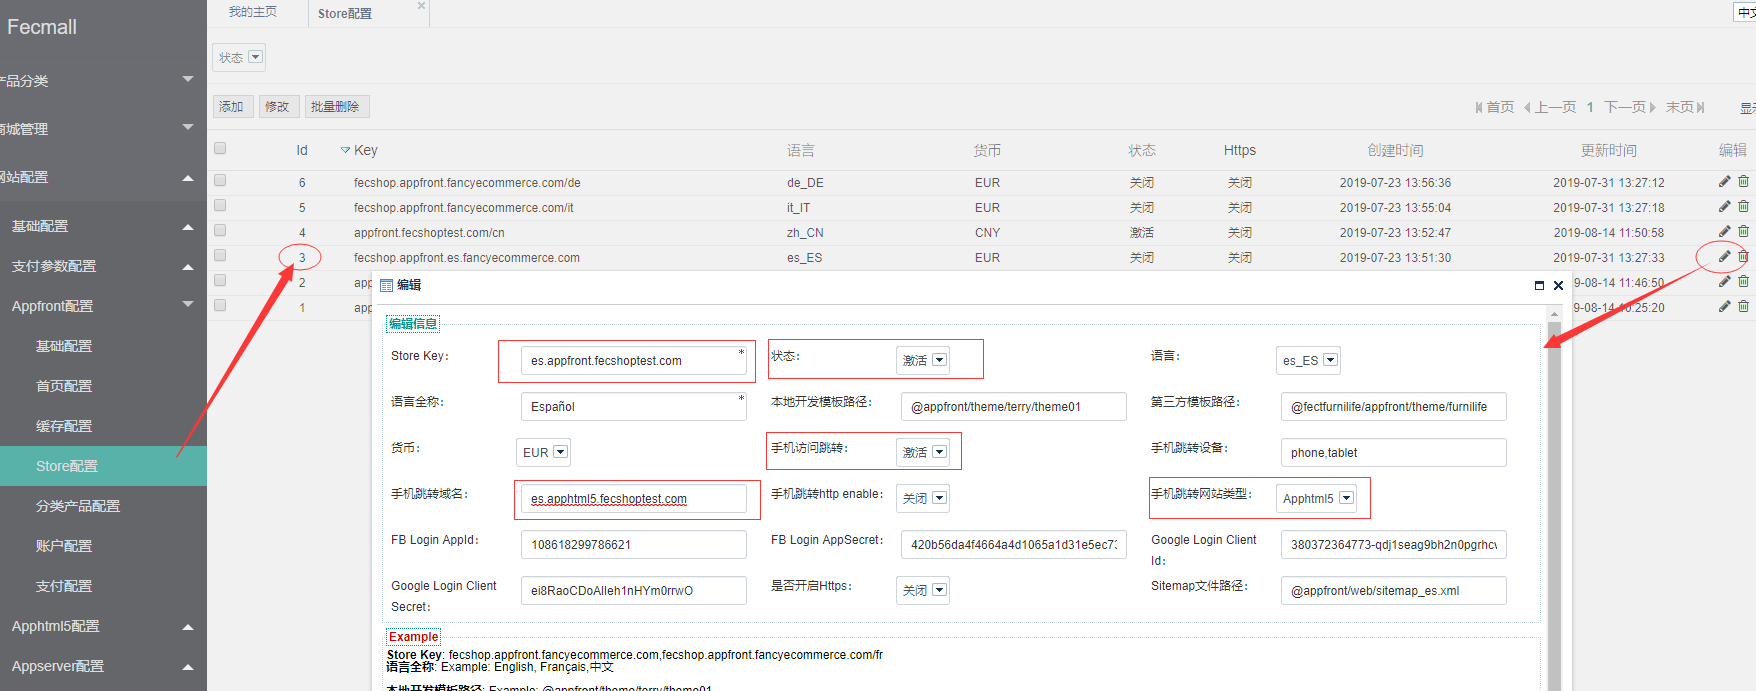 Fecmall
我的主页
Store配置
中文
状态
产品分类
商城管理
网站配置
基础配置
支付参数配置
Appfront配置
基础配置
首页配置
缓存配置
Store配置
分类产品配置
账户配置
支付配置
Apphtml5配置
Appserver配置
添加 修改 批量删除
首页 上一页 1 下一页 末页
Id Key 语言 货币 状态 Https 创建时间 更新时间 编辑
6 fecshop.appfront.fancyecommerce.com/de de_DE EUR 关闭 关闭 2019-07-23 13:56:36 2019-07-31 13:27:12
5 fecshop.appfront.fancyecommerce.com/it it_IT EUR 关闭 关闭 2019-07-23 13:55:04 2019-07-31 13:27:18
4 appfront.fecshoptest.com/cn zh_CN CNY 激活 关闭 2019-07-23 13:52:47 2019-08-14 11:50:58
3 fecshop.appfront.es.fancyecommerce.com es_ES EUR 关闭 关闭 2019-07-23 13:51:30 2019-07-31 13:27:33
2 app 9-08-14 11:46:50
1 app 9-08-14 10:25:20
编辑
编辑信息
Store Key: es.appfront.fecshoptest.com * 状态: 激活 语言: es_ES
语言全称: Español * 本地开发模板路径: @appfront/theme/terry/theme01 第三方模板路径: @fectfurnilife/appfront/theme/furnilife
货币: EUR 手机访问跳转: 激活 手机跳转设备: phone,tablet
手机跳转域名: es.apphtml5.fecshoptest.com 手机跳转http enable: 关闭 手机跳转网站类型: Apphtml5
FB Login AppId: 108618299786621 FB Login AppSecret: 420b56da4f4664a4d1065a1d31e5ec73 Google Login Client Id: 380372364773-qdj1seag9bh2n0pgrhcv
Google Login Client Secret: ei8RaoCDoAlleh1nHYm0rrwO 是否开启Https: 关闭 Sitemap文件路径: @appfront/web/sitemap_es.xml
Example
Store Key: fecshop.appfront.fancyecommerce.com,fecshop.appfront.fancyecommerce.com/fr
语言全称: Example: English, Français,中文
本地开发模板路径: Example: @appfront/theme/terry/theme01